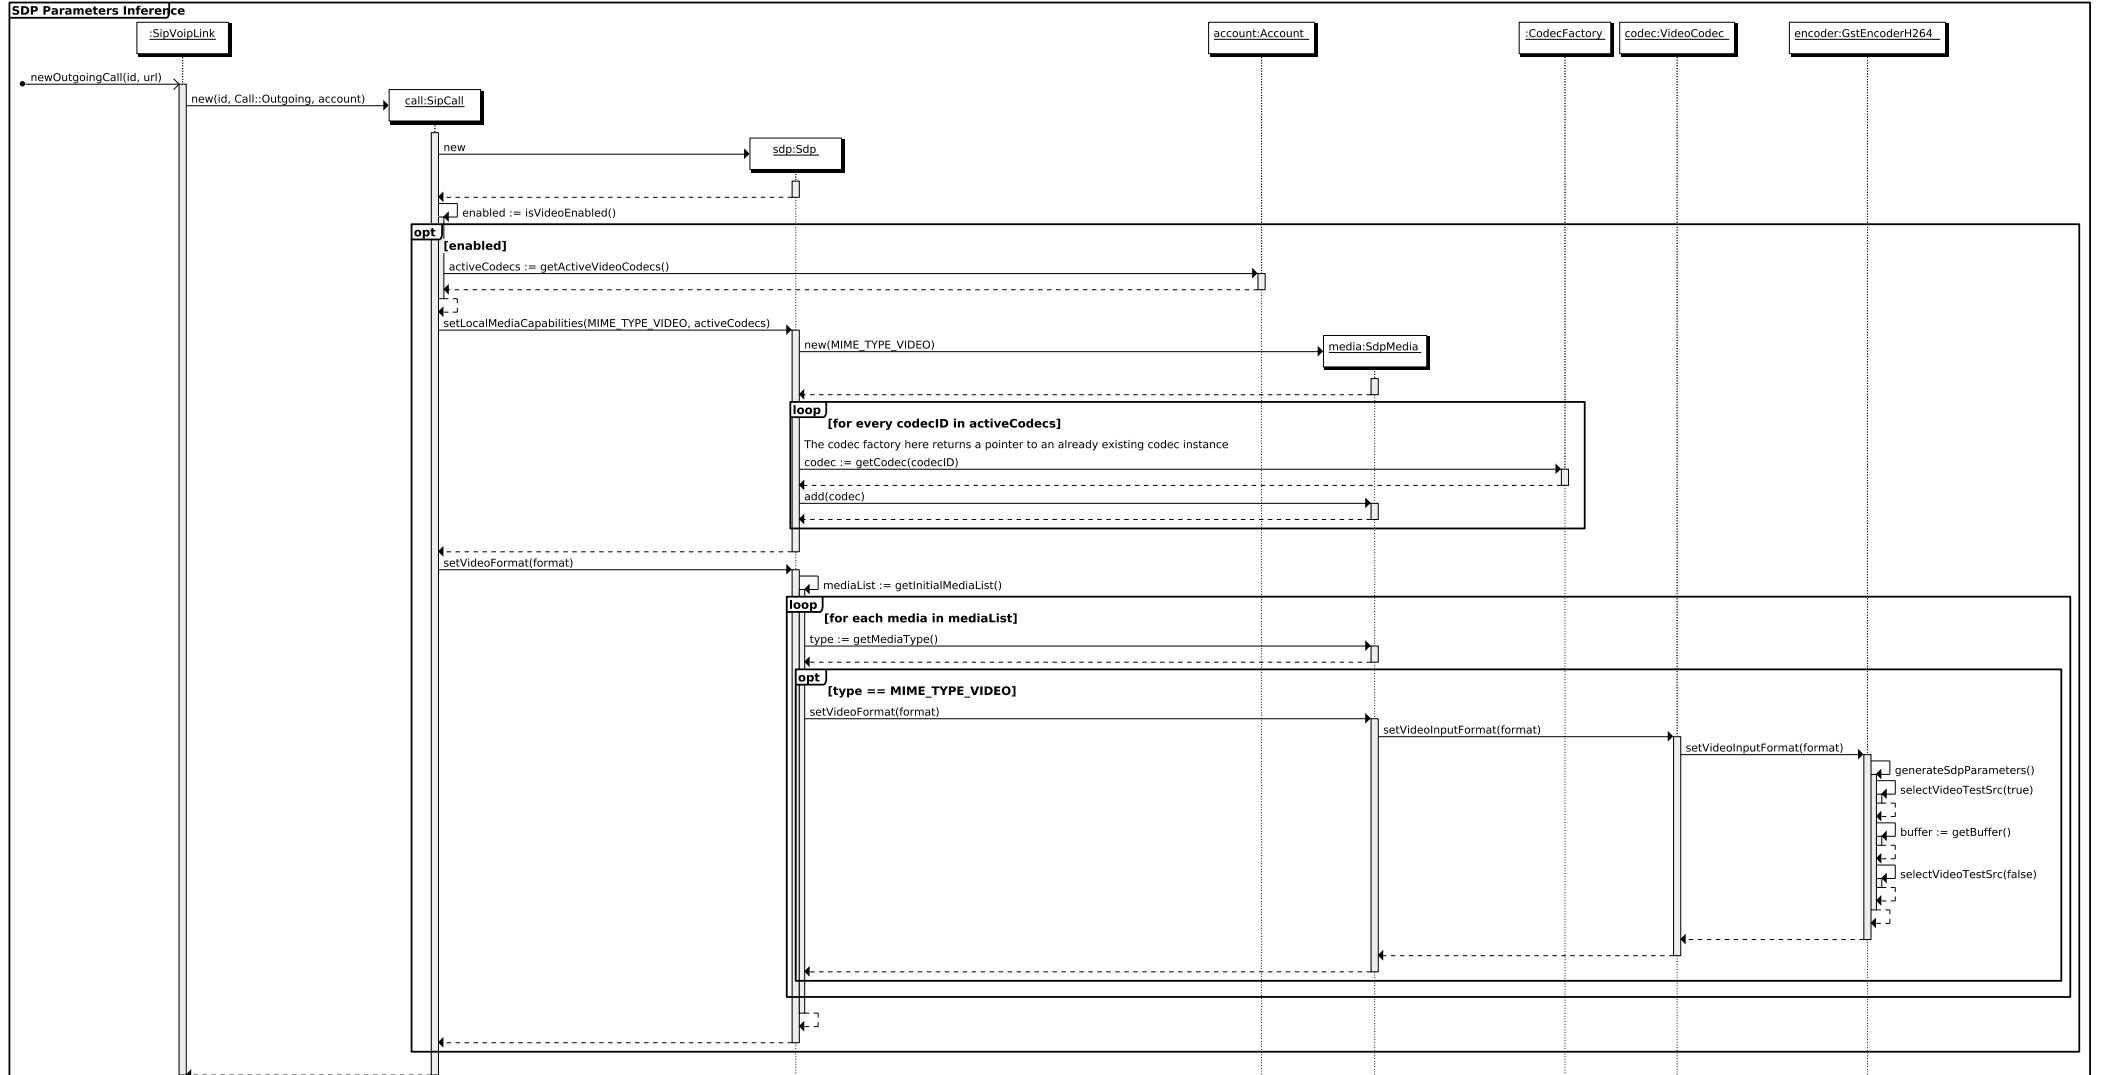 SDP Parameters Inference
:SipVoipLink
account:Account
:CodecFactory
codec:VideoCodec
encoder:GstEncoderH264
newOutgoingCall(id, url)
new(id, Call::Outgoing, account)
call:SipCall
new
sdp:Sdp
enabled := isVideoEnabled()
opt
[enabled]
activeCodecs := getActiveVideoCodecs()
setLocalMediaCapabilities(MIME_TYPE_VIDEO, activeCodecs)
new(MIME_TYPE_VIDEO)
media:SdpMedia
loop
[for every codecID in activeCodecs]
The codec factory here returns a pointer to an already existing codec instance
codec := getCodec(codecID)
add(codec)
setVideoFormat(format)
mediaList := getInitialMediaList()
loop
[for each media in mediaList]
type := getMediaType()
opt
[type == MIME_TYPE_VIDEO]
setVideoFormat(format)
setVideoInputFormat(format)
setVideoInputFormat(format)
generateSdpParameters()
selectVideoTestSrc(true)
buffer := getBuffer()
selectVideoTestSrc(false)